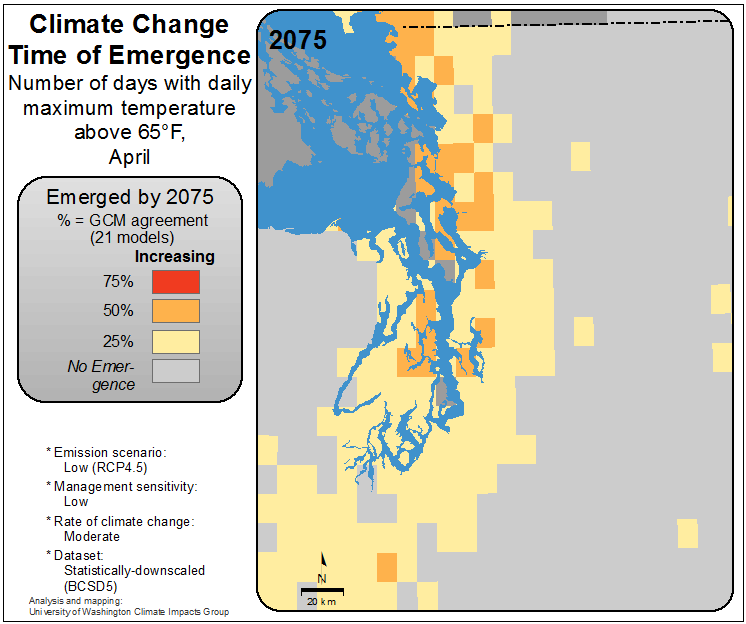 Climate Change
Time of Emergence
Number of days with daily
maximum temperature
above 65°F,
April
2075
Emerged by 2075
% = GCM agreement
(21 models)
Increasing
75%
50%
25%
No Emer-
gence
* Emission scenario:
Low (RCP4.5)
* Management sensitivity:
Low
* Rate of climate change:
Moderate
* Dataset:
Statistically-downscaled
(BCSD5)
Analysis and mapping:
University of Washington Climate Impacts Group
N
20 km